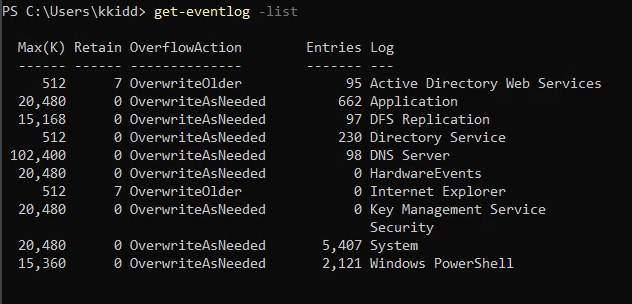 PS C:\Users\kkidd> get-eventlog -list
Max(K) Retain OverflowAction Entries Log
------ ------ -------------- ------- ---
512 7 OverwriteOlder 95 Active Directory Web Services
20,480 0 OverwriteAsNeeded 662 Application
15,168 0 OverwriteAsNeeded 97 DFS Replication
512 0 OverwriteAsNeeded 230 Directory Service
102,400 0 OverwriteAsNeeded 98 DNS Server
20,480 0 OverwriteAsNeeded 0 HardwareEvents
512 7 OverwriteOlder 0 Internet Explorer
20,480 0 OverwriteAsNeeded 0 Key Management Service
Security
20,480 0 OverwriteAsNeeded 5,407 System
15,360 0 OverwriteAsNeeded 2,121 Windows PowerShell